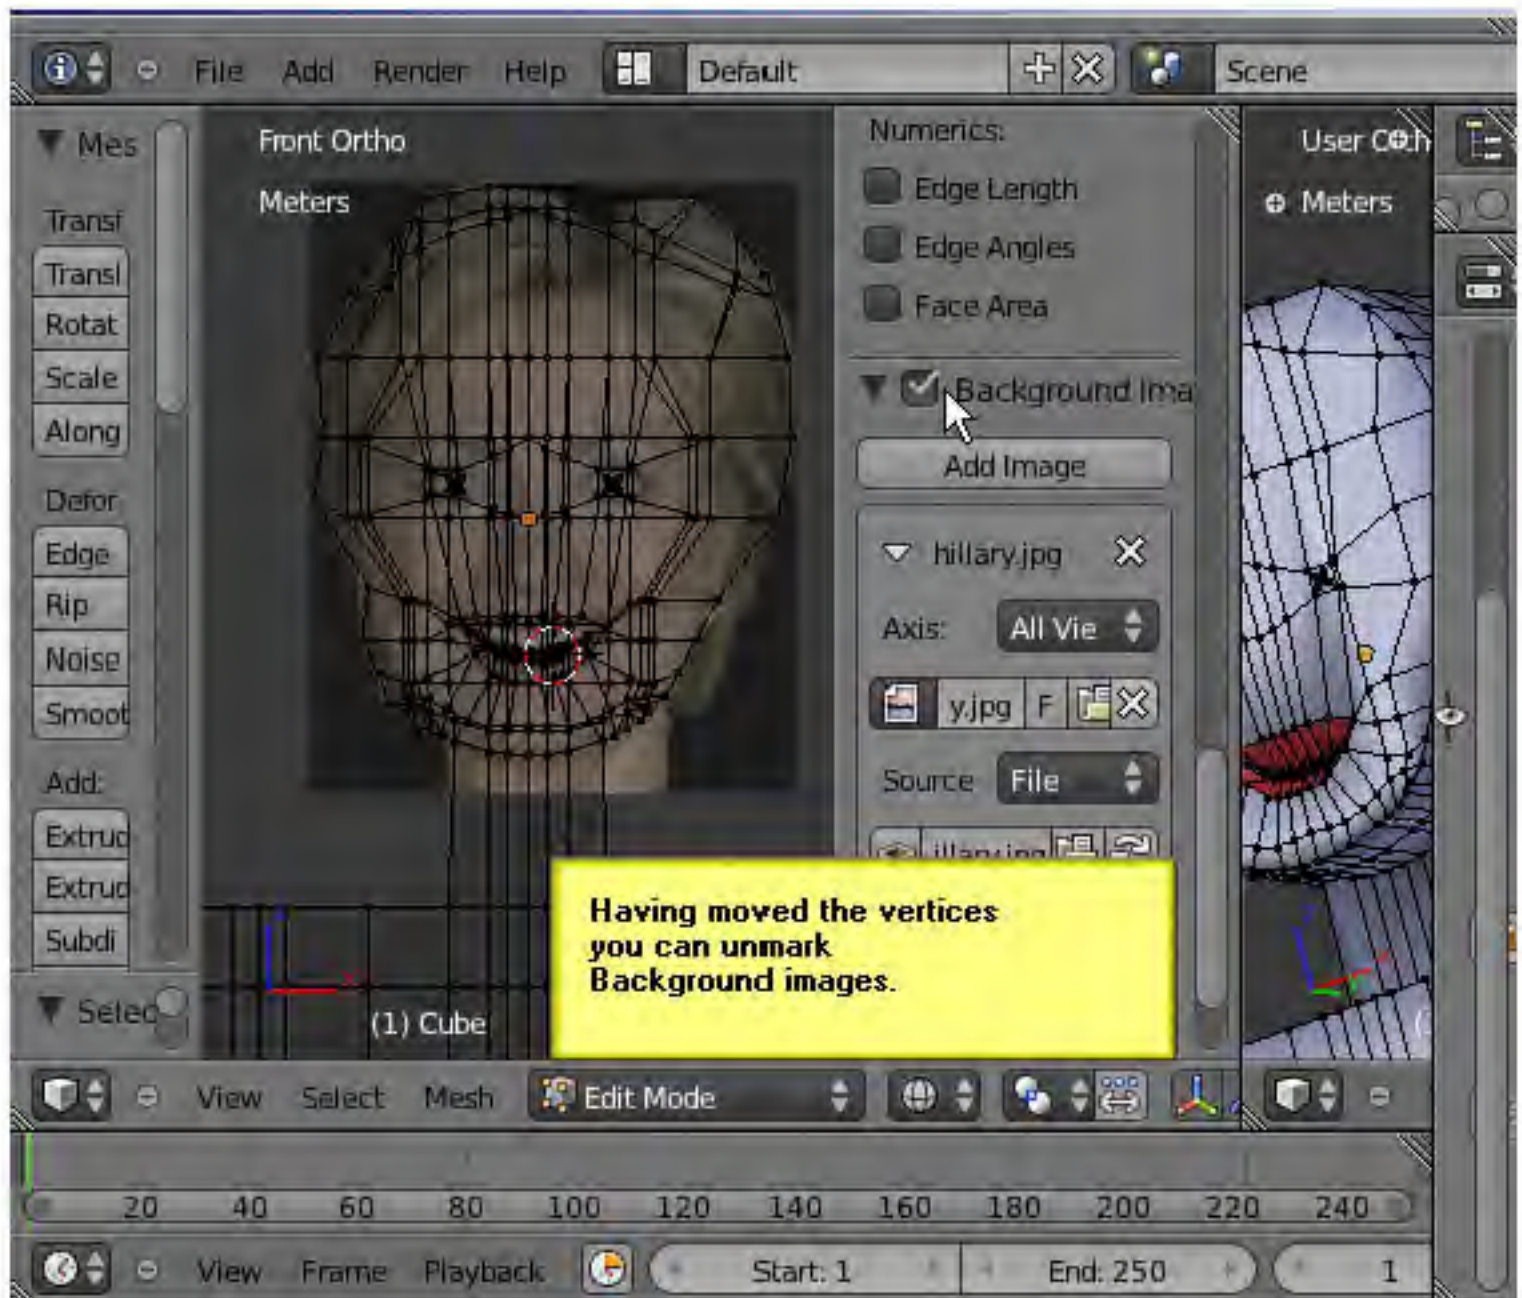 File Add Render Help Default Scene
Mes
Transf
Transl
Rotat
Scale
Along
Defor
Edge
Rip
Noise
Smoot
Add:
Extrud
Extrud
Subdi
Selec
Front Ortho
Meters
(1) Cube
Numerics:
Edge Length
Edge Angles
Face Area
Background Ima
Add Image
hillary.jpg
Axis: All Vie
y.jpg F
Source File
illary.jpg
Having moved the vertices
you can unmark
Background images.
User Orth
Meters
View Select Mesh Edit Mode
20 40 60 80 100 120 140 160 180 200 220 240
View Frame Playback Start: 1 End: 250 1